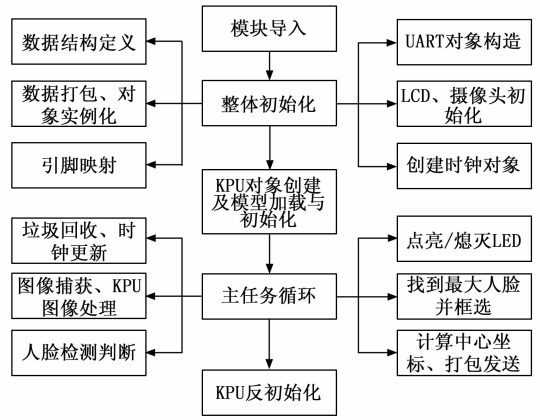 模块导入
数据结构定义
UART对象构造
数据打包、对
象实例化
整体初始化
LCD、摄像头初
始化
引脚映射
创建时钟对象
KPU对象创建
及模型加载与
初始化
垃圾回收、时
钟更新
点亮/熄灭LED
图像捕获、KPU
图像处理
主任务循环
找到最大人脸
并框选
人脸检测判断
计算中心坐
标、打包发送
KPU反初始化